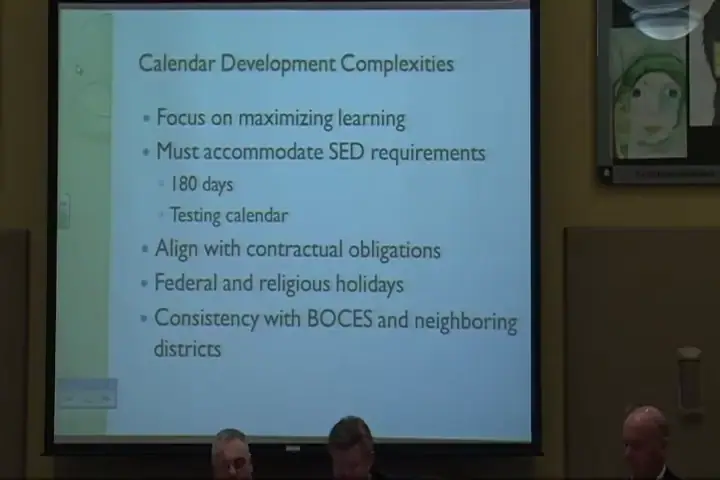 Calendar Development Complexities
Focus on maximizing learning
Must accommodate SED requirements
180 days
Testing calendar
Align with contractual obligations
Federal and religious holidays
Consistency with BOCES and neighboring
districts